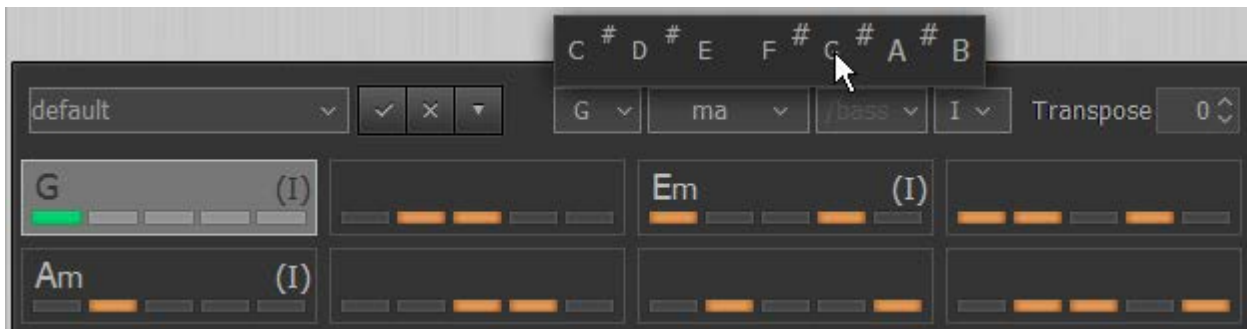 C # D # E F # G # A # B
default G ma /bass I Transpose 0
G (I) Em (I)
Am (I)